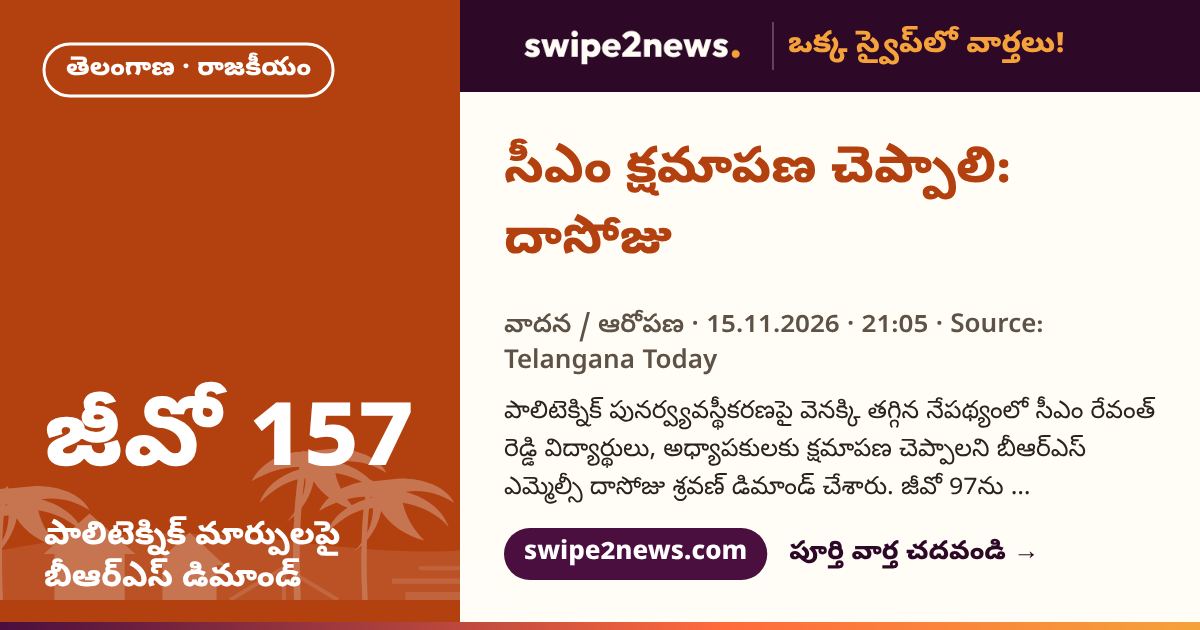 తెలంగాణ · రాజకీయం
జీవో 157
పాలిటెక్నిక్ మార్పులపై
బీఆర్ఎస్ డిమాండ్
swipe2news.
ఒక్క స్వైప్‌లో వార్తలు!
సీఎం క్షమాపణ చెప్పాలి:
దాసోజు
వాదన / ఆరోపణ · 15.11.2026 · 21:05 · Source:
Telangana Today
పాలిటెక్నిక్ పునర్వ్యవస్థీకరణపై వెనక్కి తగ్గిన నేపథ్యంలో సీఎం రేవంత్
రెడ్డి విద్యార్థులు, అధ్యాపకులకు క్షమాపణ చెప్పాలని బీఆర్ఎస్
ఎమ్మెల్సీ దాసోజు శ్రవణ్ డిమాండ్ చేశారు. జీవో 97ను ...
swipe2news.com
పూర్తి వార్త చదవండి →